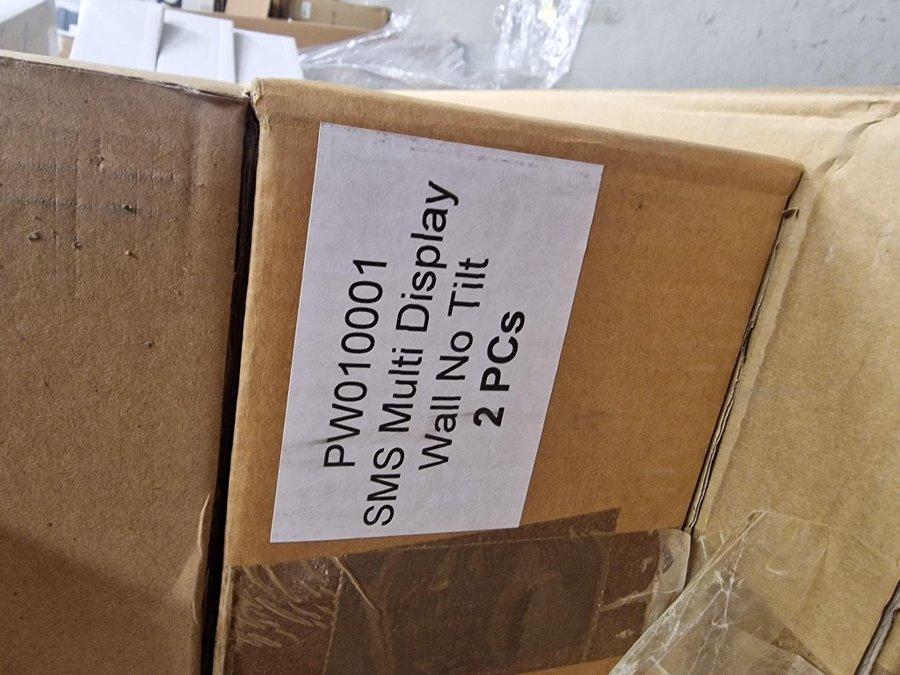 PW010001
SMS Multi Display
Wall No Tilt
2 PCs